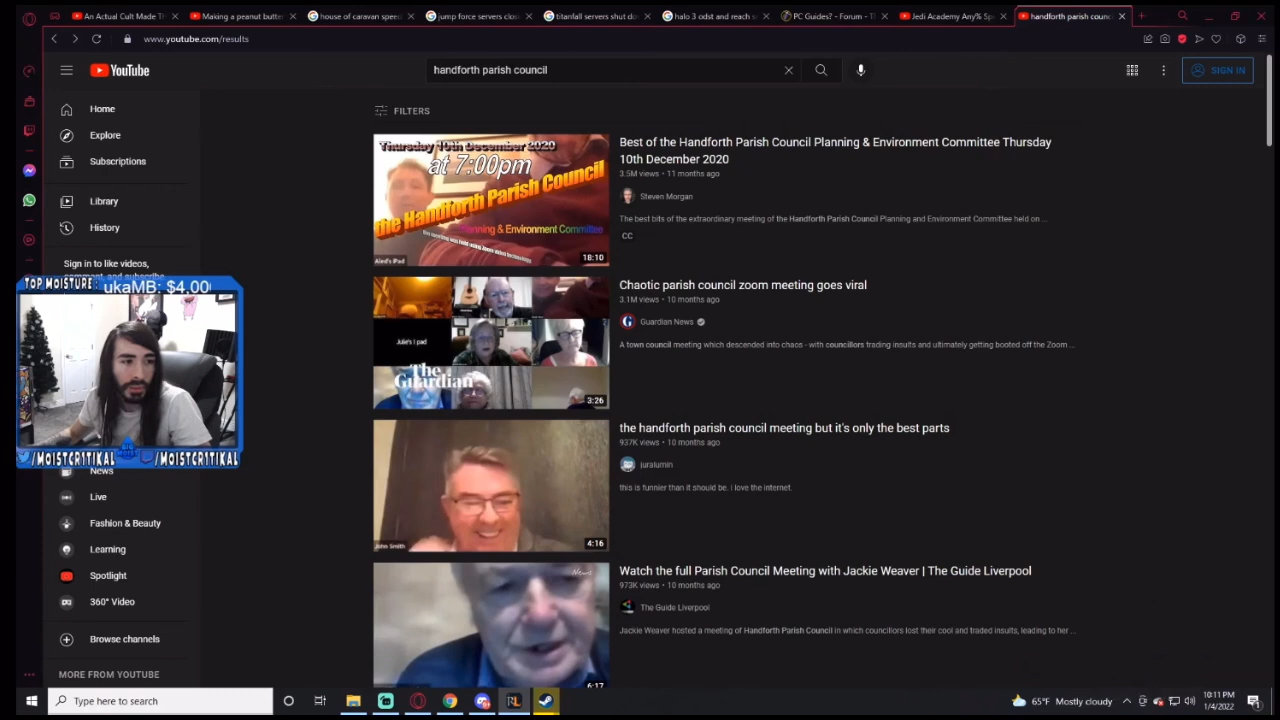 An Actual Cult Made Th
Making a peanut butter
house of caravan speed
jump force servers clos
titanfall servers shut do
halo 3 odst and reach s
PC Guides? - Forum - Th
Jedi Academy Any% Sp
handforth parish counc
www.youtube.com/results
YouTube
handforth parish council
SIGN IN
Home
Explore
Subscriptions
Library
History
Sign in to like videos,
FILTERS
Thursday 10th December 2020
at 7:00pm
the Handforth Parish Council
Planning & Environment Committee
Aled's iPad
18:10
Best of the Handforth Parish Council Planning & Environment Committee Thursday
10th December 2020
3.5M views • 11 months ago
Steven Morgan
The best bits of the extraordinary meeting of the Handforth Parish Council Planning and Environment Committee held on ...
CC
TOP MOISTURE:
ukaMB: $4.00
/MOISTCR1TIKAL
/MOISTCR1TIKAL
Julie's I pad
The
Guardian
3:26
Chaotic parish council zoom meeting goes viral
3.1M views • 10 months ago
Guardian News
A town council meeting which descended into chaos - with councillors trading insults and ultimately getting booted off the Zoom ...
John Smith
4:16
the handforth parish council meeting but it's only the best parts
937K views • 10 months ago
juralumin
this is funnier than it should be. i love the internet.
News
6:17
Watch the full Parish Council Meeting with Jackie Weaver | The Guide Liverpool
973K views • 10 months ago
The Guide Liverpool
Jackie Weaver hosted a meeting of Handforth Parish Council in which councillors lost their cool and traded insults, leading to her ...
News
Live
Fashion & Beauty
Learning
Spotlight
360° Video
Browse channels
MORE FROM YOUTUBE
Type here to search
65°F Mostly cloudy
10:11 PM
1/4/2022